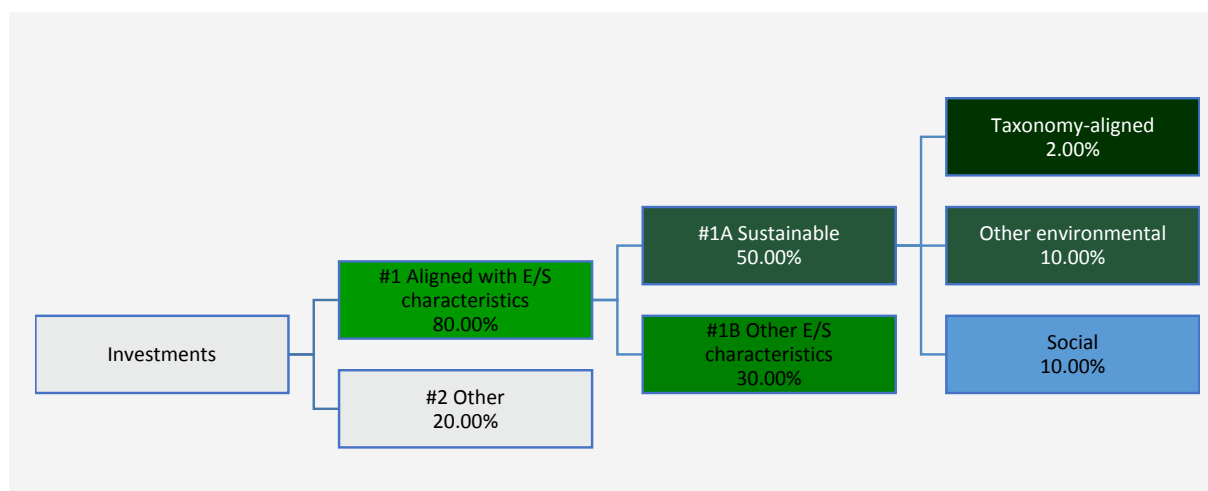 Investments
#1 Aligned with E/S
characteristics
80.00%
#2 Other
20.00%
#1A Sustainable
50.00%
#1B Other E/S
characteristics
30.00%
Taxonomy-aligned
2.00%
Other environmental
10.00%
Social
10.00%